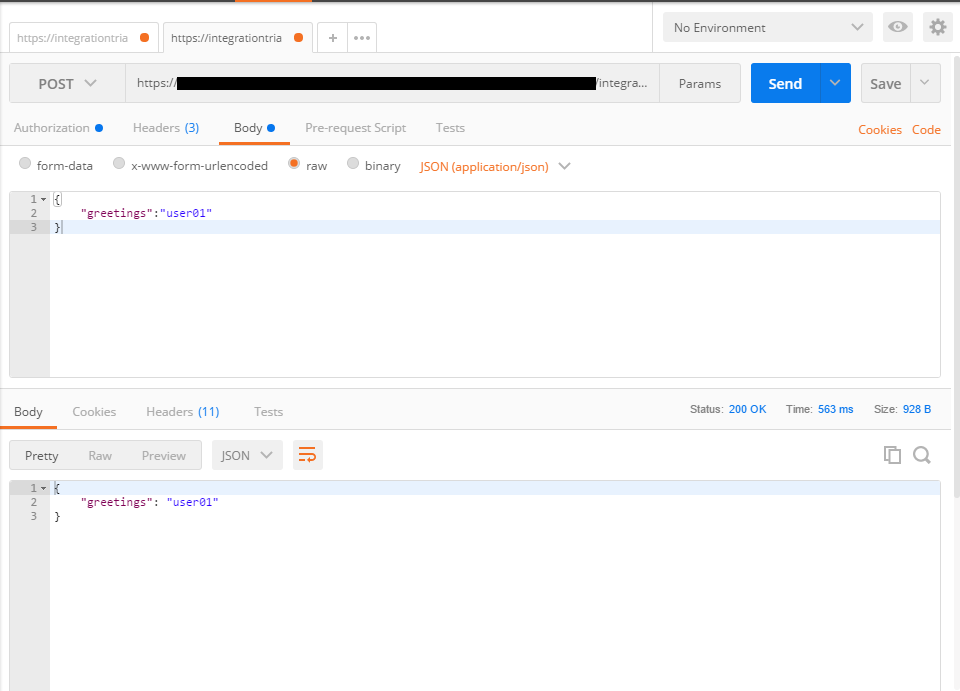 https://integrationtria https://integrationtria + ••• No Environment
POST https:// /integra... Params Send Save
Authorization Headers (3) Body Pre-request Script Tests Cookies Code
form-data x-www-form-urlencoded raw binary JSON (application/json)
1 {
2 "greetings":"user01"
3 }
Body Cookies Headers (11) Tests Status: 200 OK Time: 563 ms Size: 928 B
Pretty Raw Preview JSON
1 {
2 "greetings": "user01"
3 }